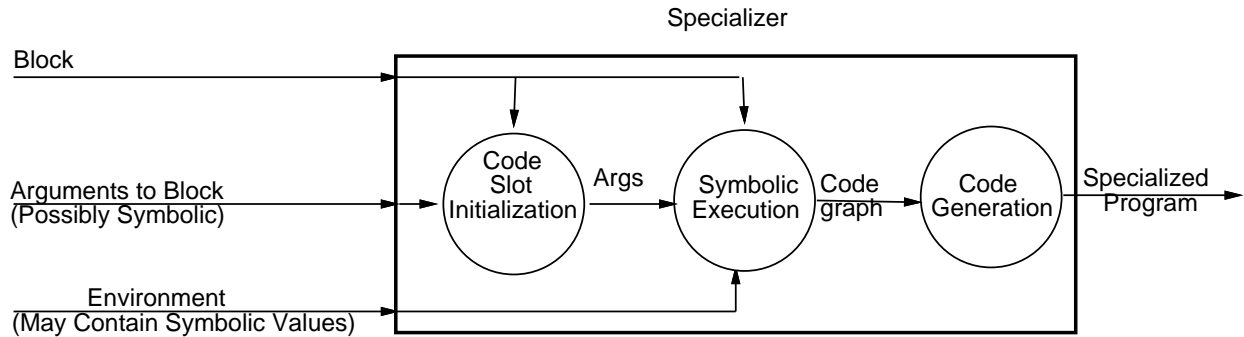 Specializer
Block
Arguments to Block
(Possibly Symbolic)
Environment
(May Contain Symbolic Values)
Code
Slot
Initialization
Args
Symbolic
Execution
Code
graph
Code
Generation
Specialized
Program